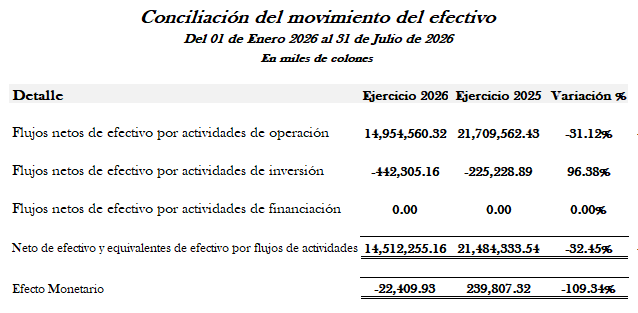 Conciliación del movimiento del efectivo
Del 01 de Enero 2026 al 31 de Julio de 2026
En miles de colones
Detalle Ejercicio 2026 Ejercicio 2025 Variación %
Flujos netos de efectivo por actividades de operación 14,954,560.32 21,709,562.43 -31.12%
Flujos netos de efectivo por actividades de inversión -442,305.16 -225,228.89 96.38%
Flujos netos de efectivo por actividades de financiación 0.00 0.00 0.00%
Neto de efectivo y equivalentes de efectivo por flujos de actividades 14,512,255.16 21,484,333.54 -32.45%
Efecto Monetario -22,409.93 239,807.32 -109.34%